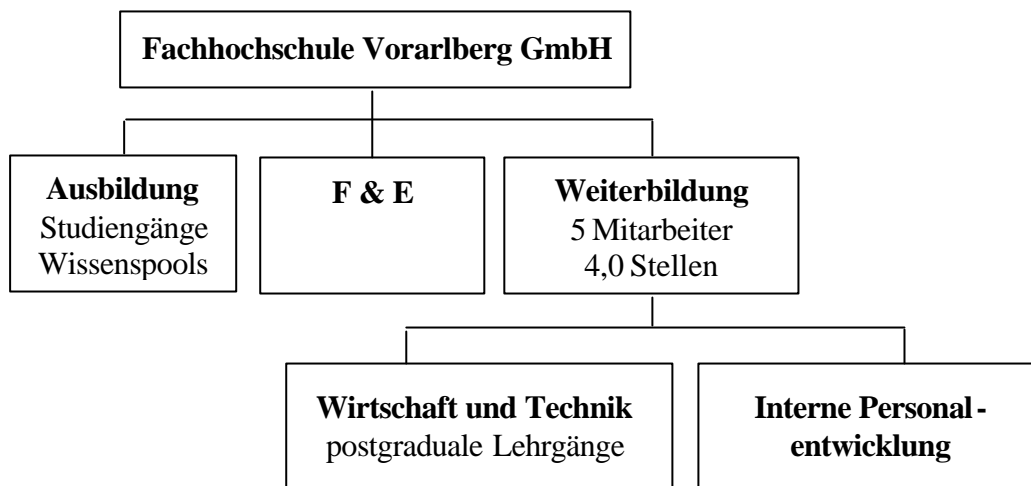 Fachhochschule Vorarlberg GmbH
Ausbildung
Studiengänge
Wissenspools
F & E
Weiterbildung
5 Mitarbeiter
4,0 Stellen
Wirtschaft und Technik
postgraduale Lehrgänge
Interne Personal-
entwicklung